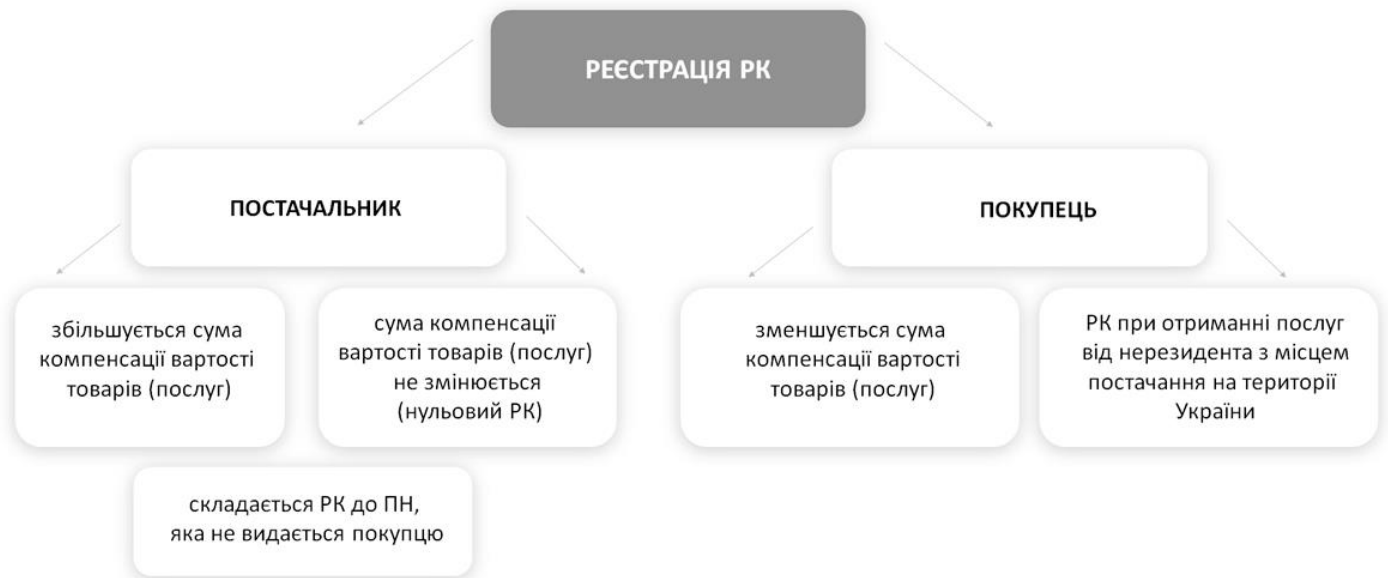 РЕЄСТРАЦІЯ РК
ПОСТАЧАЛЬНИК
ПОКУПЕЦЬ
збільшується сума
компенсації вартості
товарів (послуг)
сума компенсації
вартості товарів (послуг)
не змінюється
(нульовий РК)
зменшується сума
компенсації вартості
товарів (послуг)
РК при отриманні послуг
від нерезидента з місцем
постачання на території
України
складається РК до ПН,
яка не видається покупцю